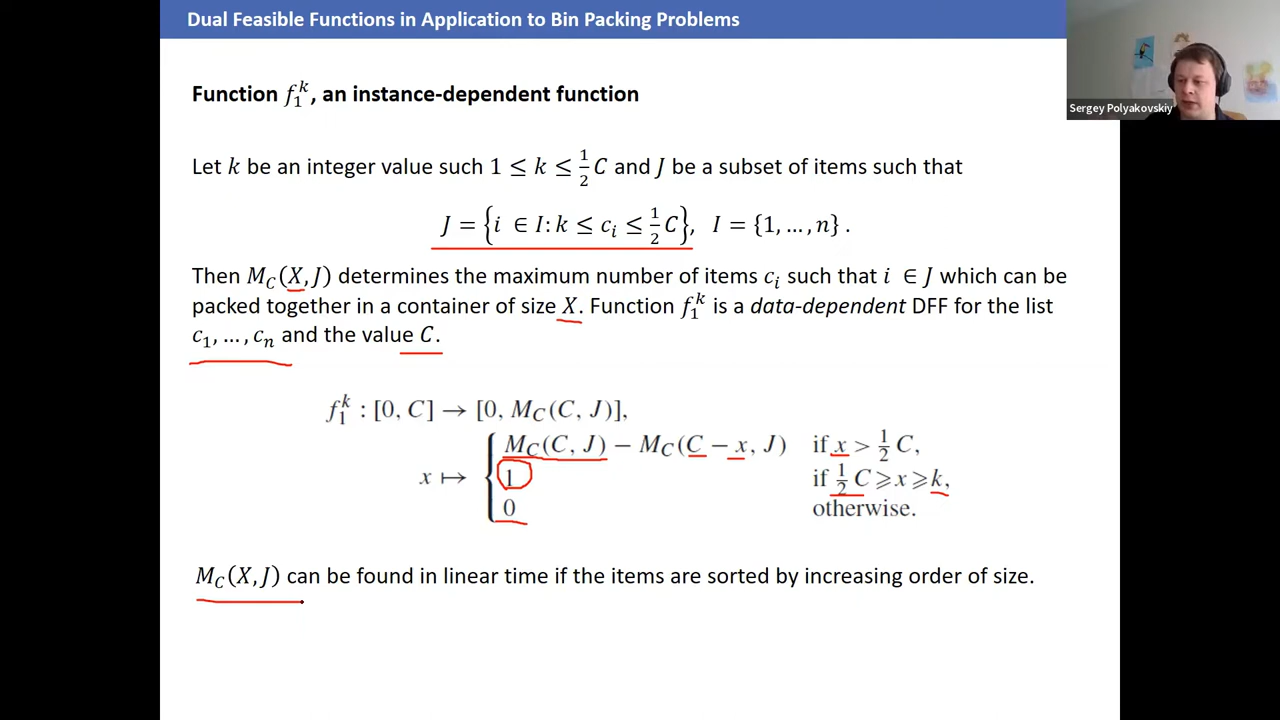 Dual Feasible Functions in Application to Bin Packing Problems
Sergey Polyakovskiy
Function f₁ᵏ, an instance-dependent function
Let k be an integer value such 1 ≤ k ≤ ½C and J be a subset of items such that
J = {i ∈ I: k ≤ cᵢ ≤ ½C}, I = {1, …, n} .
Then M_C(X, J) determines the maximum number of items cᵢ such that i ∈ J which can be
packed together in a container of size X. Function f₁ᵏ is a data-dependent DFF for the list
c₁, … , cₙ and the value C.
f₁ᵏ : [0, C] → [0, M_C(C, J)],
M_C(C, J) − M_C(C − x, J) if x > ½C,
x ↦ { 1 if ½C ⩾ x ⩾ k,
0 otherwise.
M_C(X, J) can be found in linear time if the items are sorted by increasing order of size.